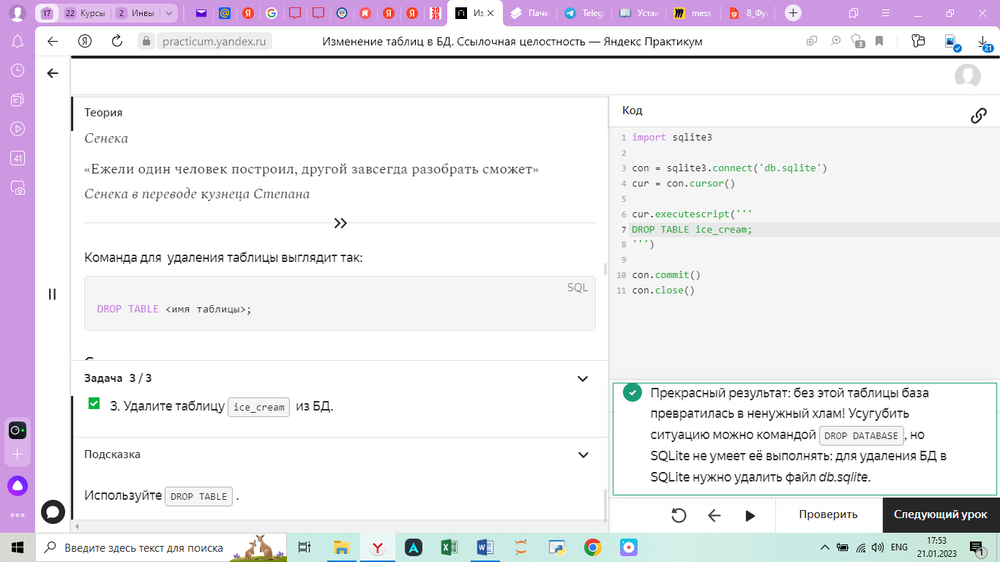 17
22 Курсы
2 Инвы
20
35
Из
Пачка
Teleg
Устан
mess
8_Фун
practicum.yandex.ru
Изменение таблиц в БД. Ссылочная целостность — Яндекс Практикум
3
21
41
Теория
Сенека
«Ежели один человек построил, другой завсегда разобрать сможет»
Сенека в переводе кузнеца Степана
Команда для удаления таблицы выглядит так:
SQL
DROP TABLE <имя таблицы>;
Задача 3 / 3
3. Удалите таблицу ice_cream из БД.
Подсказка
Используйте DROP TABLE .
Код
1 import sqlite3
2
3 con = sqlite3.connect('db.sqlite')
4 cur = con.cursor()
5
6 cur.executescript('''
7 DROP TABLE ice_cream;
8 ''')
9
10 con.commit()
11 con.close()
Прекрасный результат: без этой таблицы база
превратилась в ненужный хлам! Усугубить
ситуацию можно командой DROP DATABASE, но
SQLite не умеет её выполнять: для удаления БД в
SQLite нужно удалить файл db.sqlite.
Проверить
Следующий урок
Введите здесь текст для поиска
ENG
17:53
21.01.2023
1